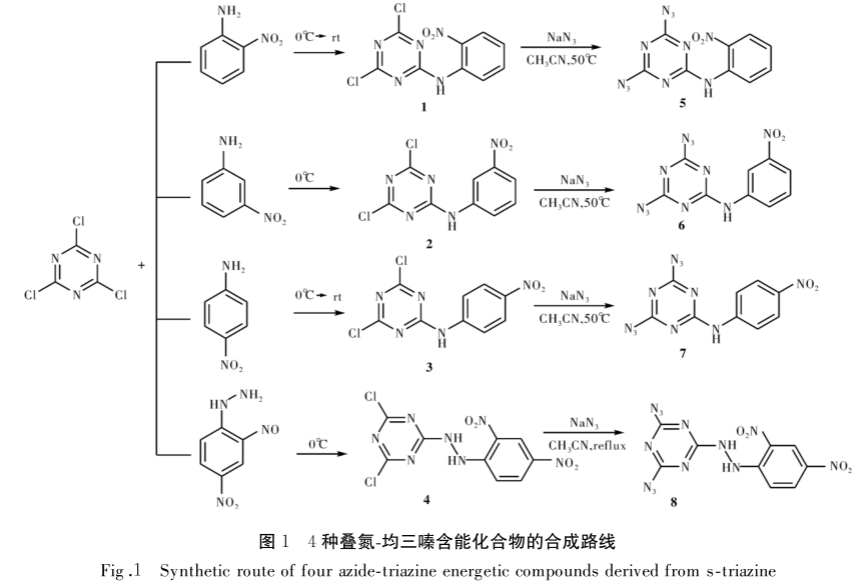 NH2 Cl
NO2 0℃→ rt N N O2N NaN3 N3 N N O2N
Cl N N H CH3CN,50℃ N3 N N H
1 5
NH2 Cl NO2 N3 NO2
0℃ N N NaN3 N N
NO2 Cl N N H CH3CN,50℃ N3 N N H
2 6
Cl
N N
Cl N Cl
+
NH2 Cl NO2 N3 NO2
0℃→ rt N N NaN3 N N
Cl N N H CH3CN,50℃ N3 N N H
NO2 3 7
HN NH2 Cl O2N NaN3 N3 O2N
NO 0℃ N N NH CH3CN,reflux N N NH
N NH NO2 N NH NO2
NO2 Cl 4 N3 8
图 1 4 种叠氮-均三嗪含能化合物的合成路线
Fig .1 Synthetic route of four azide-triazine energetic compounds derived from s-triazine